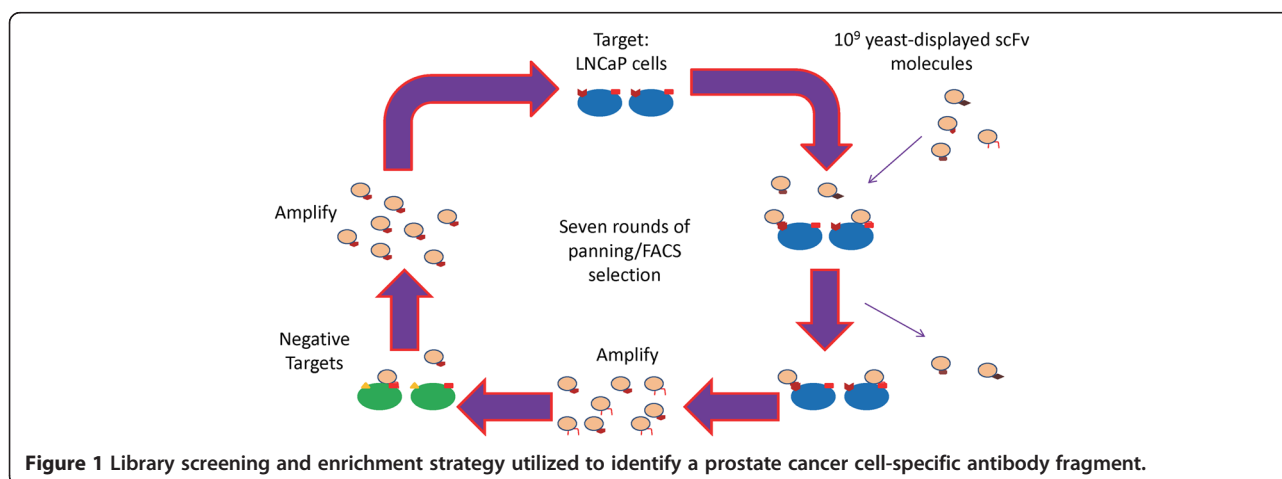 Target:
LNCaP cells
10⁹ yeast-displayed scFv
molecules
Amplify
Seven rounds of
panning/FACS
selection
Negative
Targets
Amplify
Figure 1 Library screening and enrichment strategy utilized to identify a prostate cancer cell-specific antibody fragment.